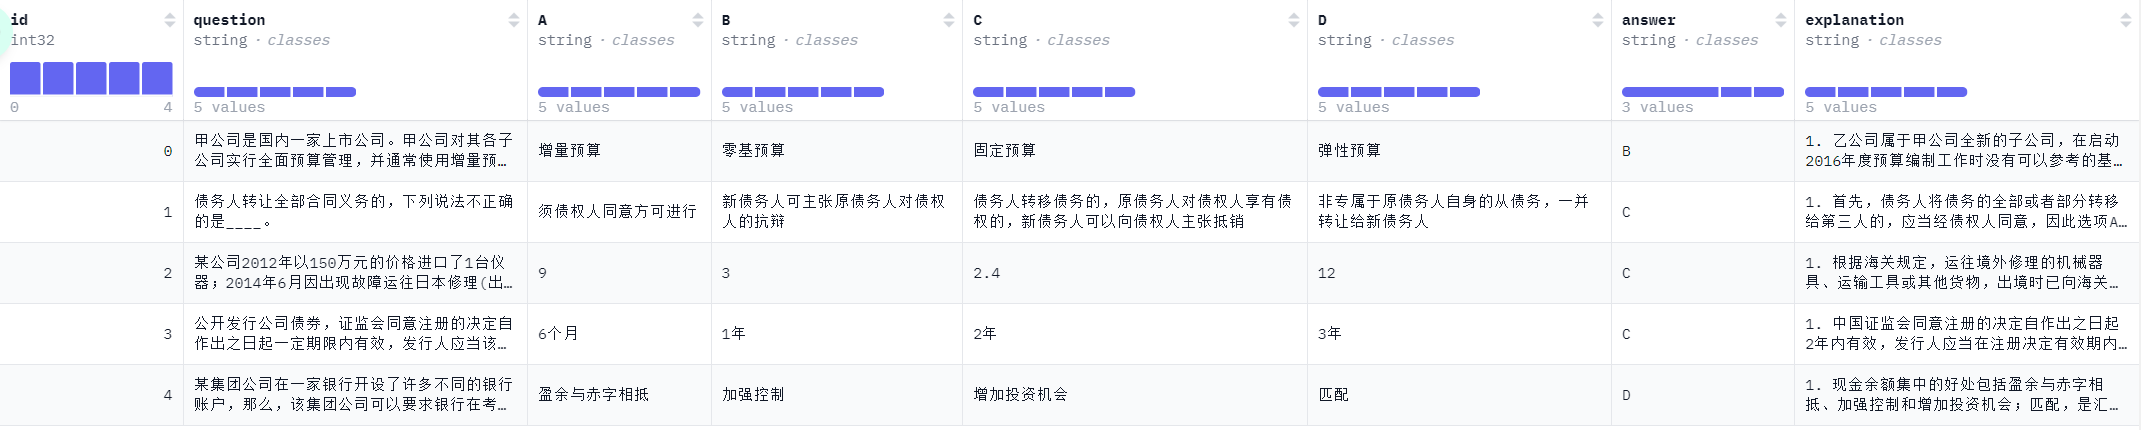 id
int32
0 4
question
string · classes
5 values
A
string · classes
5 values
B
string · classes
5 values
C
string · classes
5 values
D
string · classes
5 values
answer
string · classes
3 values
explanation
string · classes
5 values
0
甲公司是国内一家上市公司。甲公司对其各子
公司实行全面预算管理，并通常使用增量预…
增量预算
零基预算
固定预算
弹性预算
B
1. 乙公司属于甲公司全新的子公司，在启动
2016年度预算编制工作时没有可以参考的基…
1
债务人转让全部合同义务的，下列说法不正确
的是____。
须债权人同意方可进行
新债务人可主张原债务人对债权
人的抗辩
债务人转移债务的，原债务人对债权人享有债
权的，新债务人可以向债权人主张抵销
非专属于原债务人自身的从债务，一并
转让给新债务人
C
1. 首先，债务人将债务的全部或者部分转移
给第三人的，应当经债权人同意，因此选项A…
2
某公司2012年以150万元的价格进口了1台仪
器；2014年6月因出现故障运往日本修理(出…
9
3
2.4
12
C
1. 根据海关规定，运往境外修理的机械器
具、运输工具或其他货物，出境时已向海关…
3
公开发行公司债券，证监会同意注册的决定自
作出之日起一定期限内有效，发行人应当该…
6个月
1年
2年
3年
C
1. 中国证监会同意注册的决定自作出之日起
2年内有效，发行人应当在注册决定有效期内…
4
某集团公司在一家银行开设了许多不同的银行
账户，那么，该集团公司可以要求银行在考…
盈余与赤字相抵
加强控制
增加投资机会
匹配
D
1. 现金余额集中的好处包括盈余与赤字相
抵、加强控制和增加投资机会；匹配，是汇…